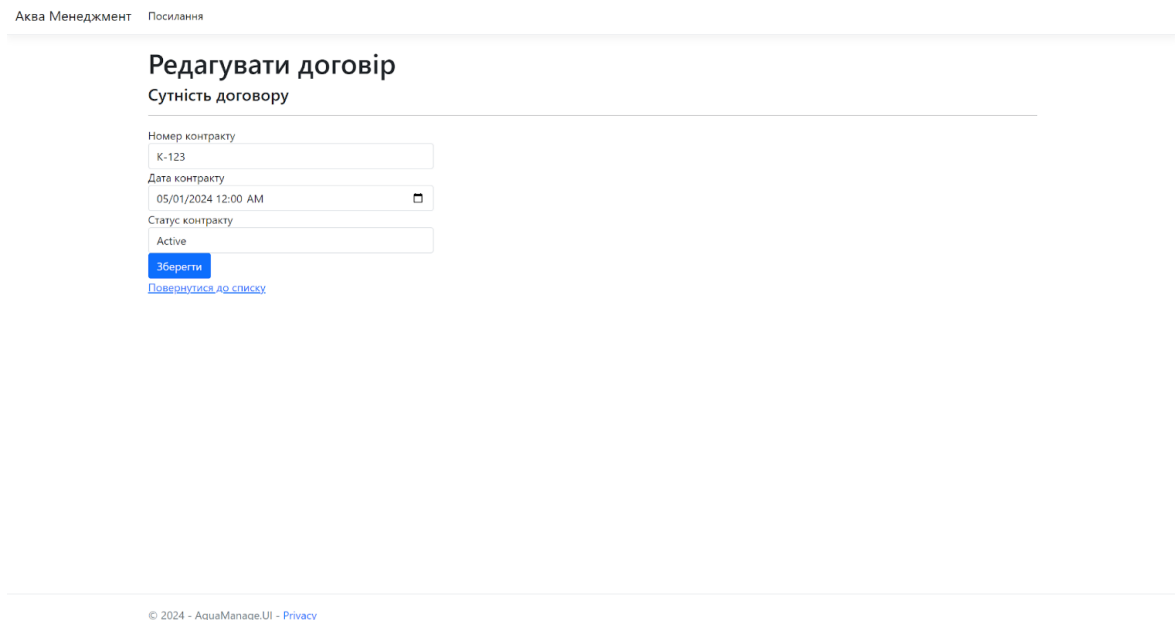 Аква Менеджмент Посилання
Редагувати договір
Сутність договору
Номер контракту
К-123
Дата контракту
05/01/2024 12:00 AM
Статус контракту
Active
Зберегти
Повернутися до списку
© 2024 - AquaManage.UI - Privacy